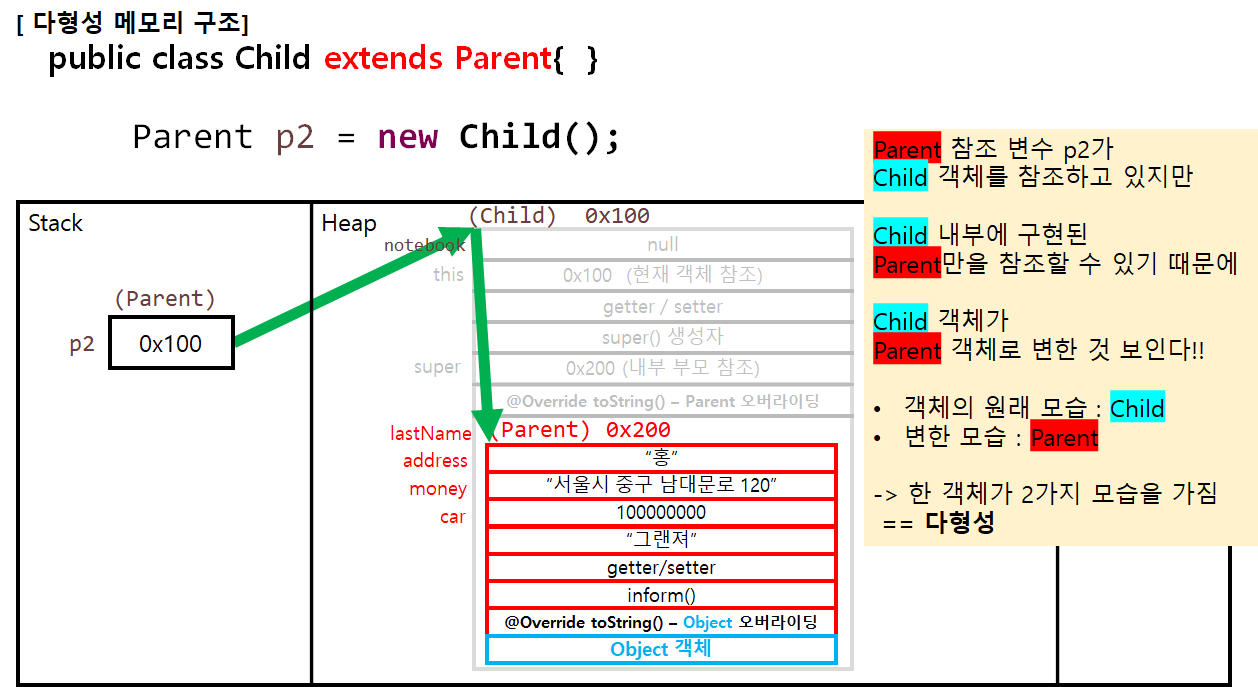 [ 다형성 메모리 구조]
public class Child extends Parent{ }
Parent p2 = new Child();
Parent 참조 변수 p2가
Child 객체를 참조하고 있지만
Child 내부에 구현된
Parent만을 참조할 수 있기 때문에
Child 객체가
Parent 객체로 변한 것 보인다!!
• 객체의 원래 모습 : Child
• 변한 모습 : Parent
-> 한 객체가 2가지 모습을 가짐
== 다형성
Stack
(Parent)
p2 0x100
Heap
(Child) 0x100
notebook null
this 0x100 (현재 객체 참조)
getter / setter
super() 생성자
super 0x200 (내부 부모 참조)
@Override toString() – Parent 오버라이딩
(Parent) 0x200
lastName “홍”
address “서울시 중구 남대문로 120”
money 100000000
car “그랜져”
getter/setter
inform()
@Override toString() – Object 오버라이딩
Object 객체